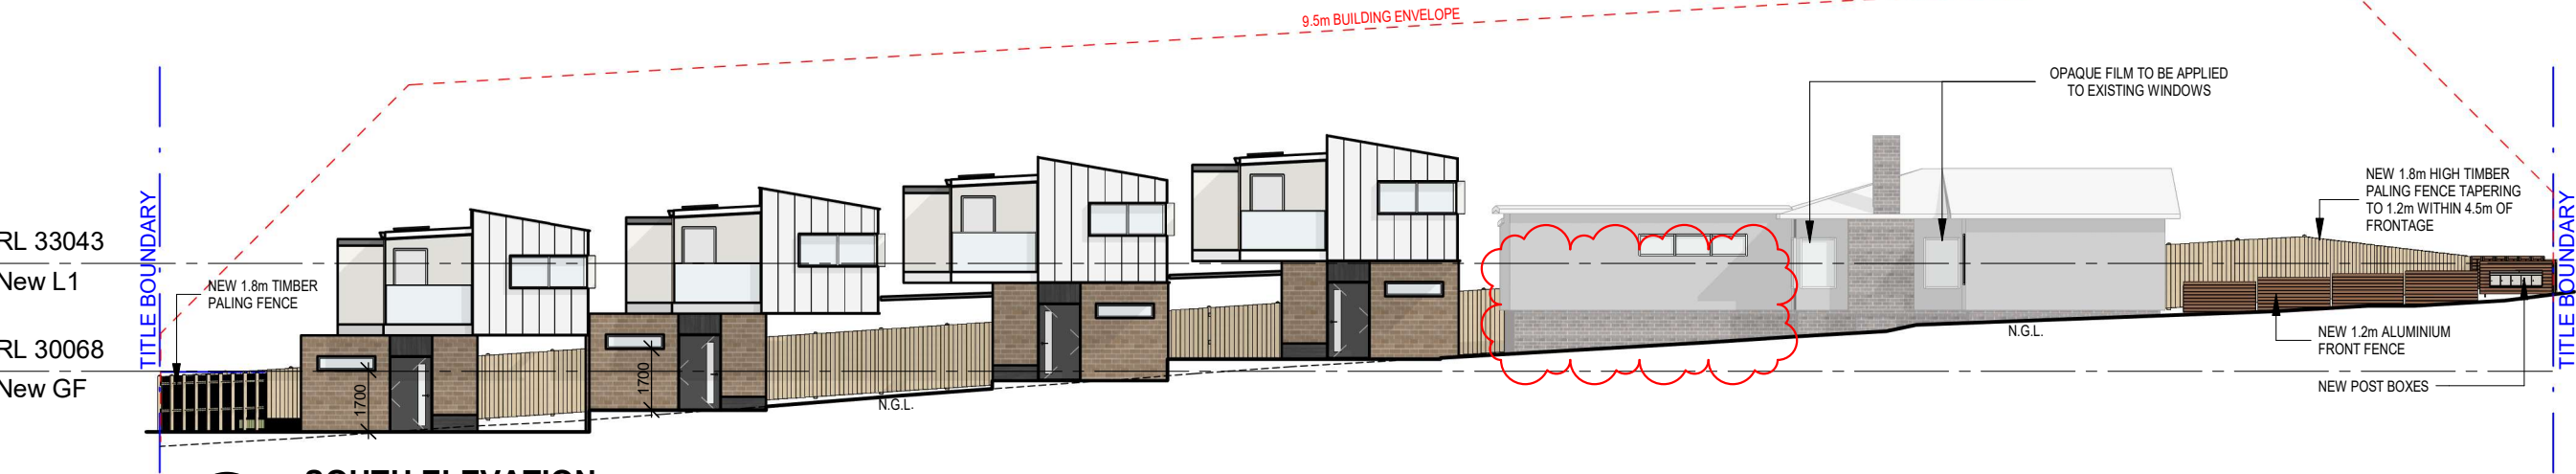 9.5m BUILDING ENVELOPE
OPAQUE FILM TO BE APPLIED
TO EXISTING WINDOWS
NEW 1.8m HIGH TIMBER
PALING FENCE TAPERING
TO 1.2m WITHIN 4.5m OF
FRONTAGE
TITLE BOUNDARY
TITLE BOUNDARY
RL 33043
New L1
NEW 1.8m TIMBER
PALING FENCE
RL 30068
New GF
1700
1700
N.G.L.
N.G.L.
NEW 1.2m ALUMINIUM
FRONT FENCE
NEW POST BOXES
SOUTH ELEVATION